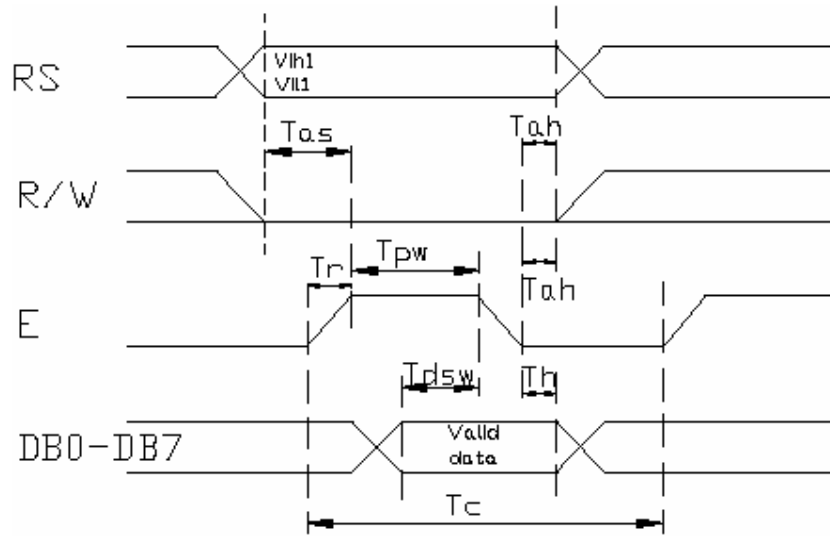 RS
Vih1
Vil1
Tas
Tah
R/W
Tpw
Tr
Tah
E
Tdsw
Th
DB0-DB7
Valid
data
Tc